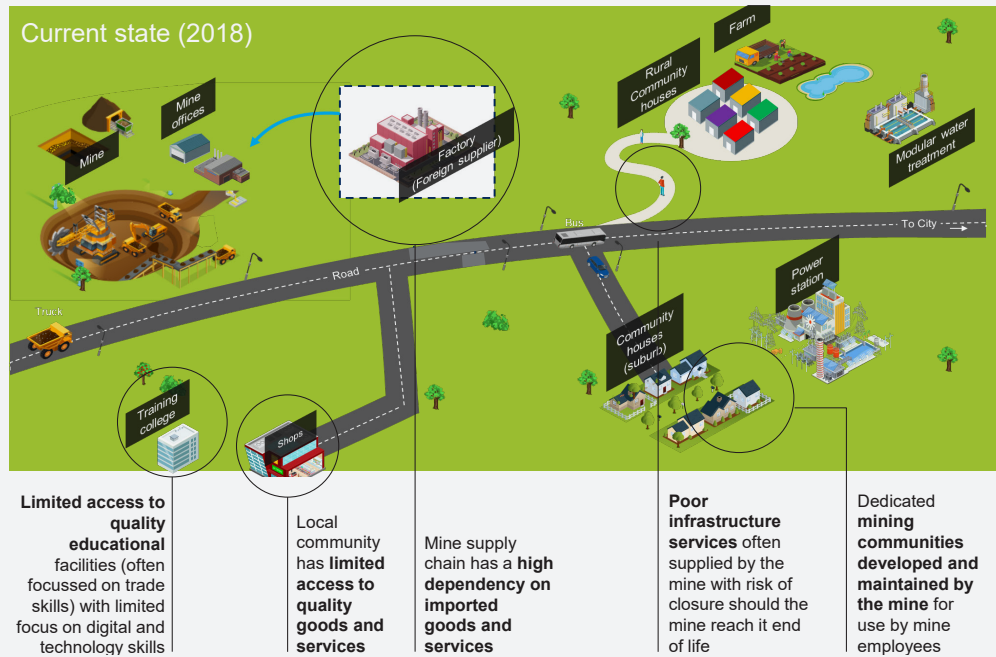 Current state (2018)
Farm
Rural
Community
houses
Mine
offices
Mine
Factory
(Foreign supplier)
Modular water
treatment
Bus
To City
Road
Power
station
Truck
Community
houses
(suburb)
Training
college
Shops
Limited access to
quality
educational
facilities (often
focussed on trade
skills) with limited
focus on digital and
technology skills
Local
community
has limited
access to
quality
goods and
services
Mine supply
chain has a high
dependency on
imported
goods and
services
Poor
infrastructure
services often
supplied by the
mine with risk of
closure should the
mine reach it end
of life
Dedicated
mining
communities
developed and
maintained by
the mine for
use by mine
employees